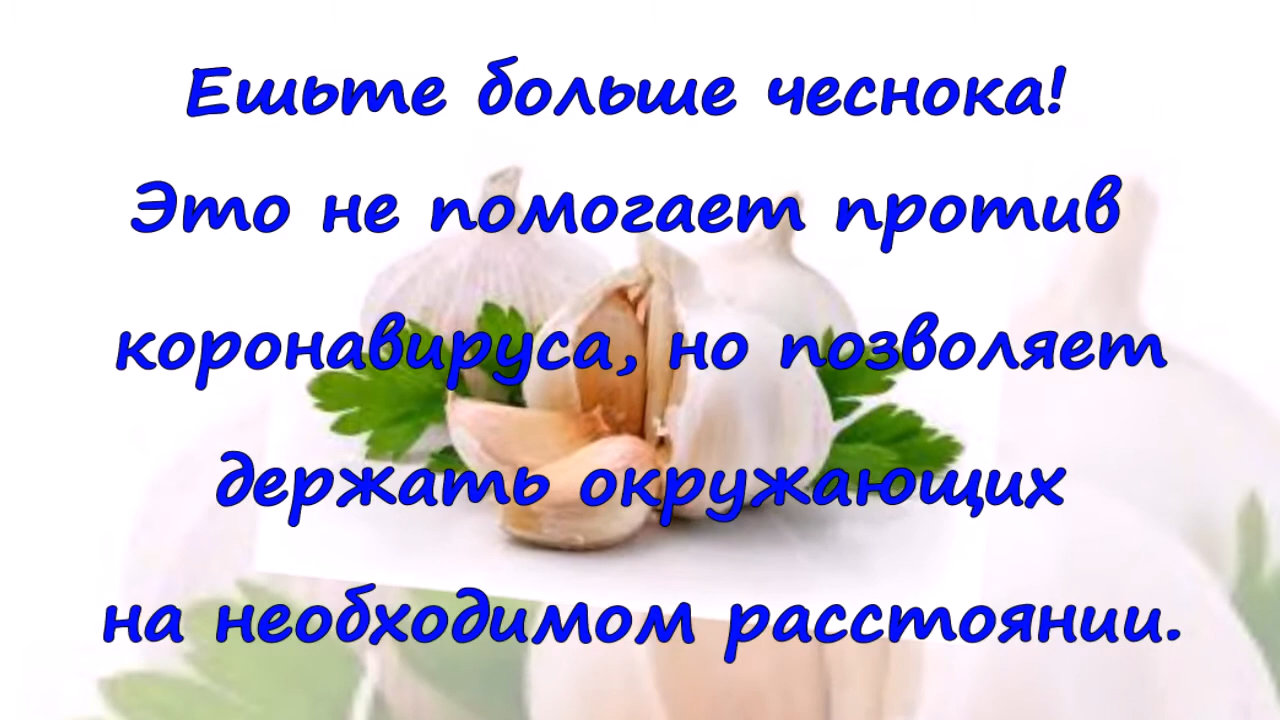 Ешьте больше чеснока!
Это не помогает против
коронавируса, но позволяет
держать окружающих
на необходимом расстоянии.